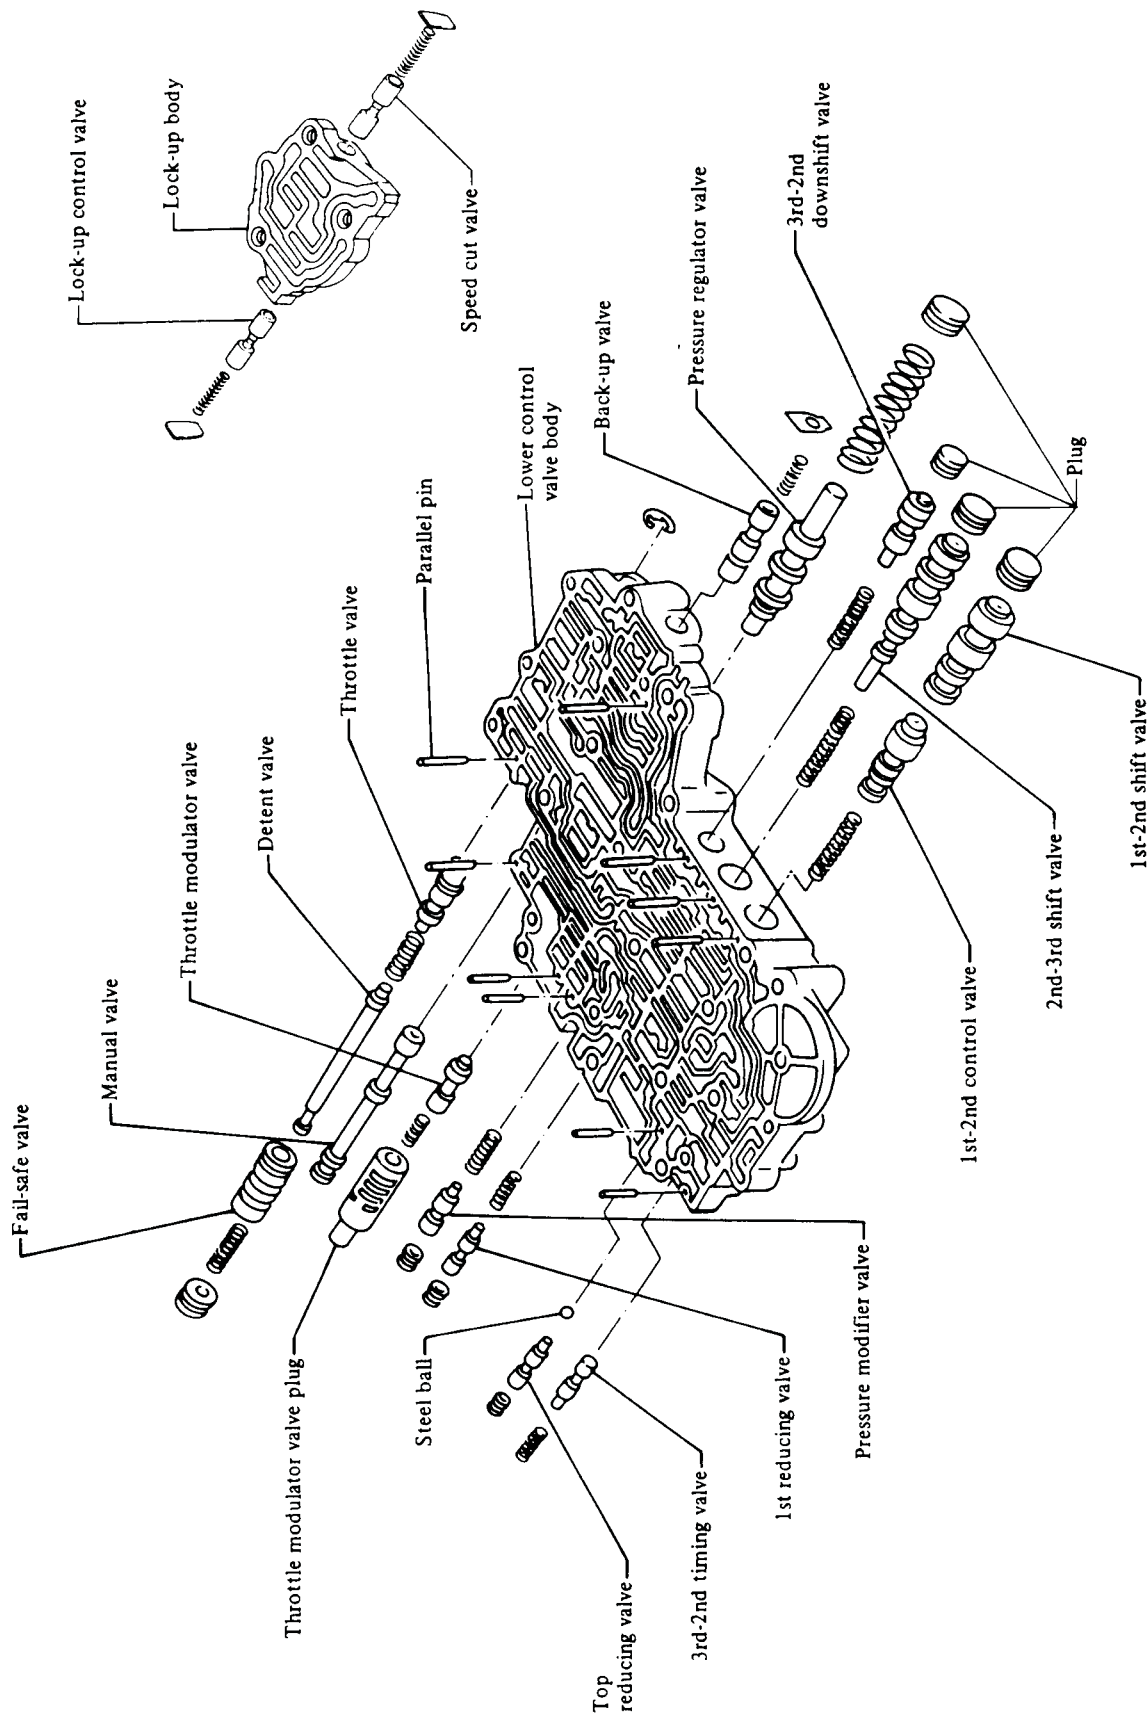 Lock-up control valve
Lock-up body
Speed cut valve
3rd-2nd
downshift valve
Pressure regulator valve
Back-up valve
Lower control
valve body
Parallel pin
Throttle valve
Detent valve
Throttle modulator valve
Manual valve
Fail-safe valve
Plug
1st-2nd shift valve
2nd-3rd shift valve
1st-2nd control valve
Throttle modulator valve plug
Steel ball
Pressure modifier valve
1st reducing valve
3rd-2nd timing valve
Top
reducing valve